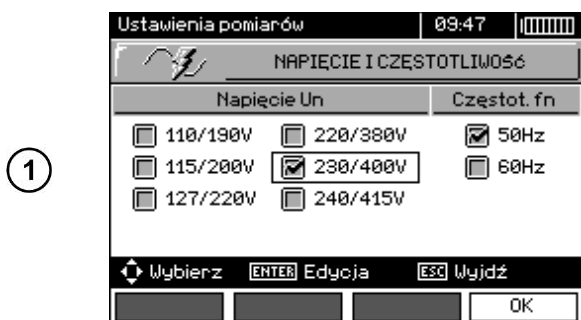 Ustawienia pomiarów 09:47
NAPIĘCIE I CZĘSTOTLIWOŚĆ
Napięcie Un Częstot. fn
110/190V 220/380V 50Hz
1 115/200V 230/400V 60Hz
127/220V 240/415V
Wybierz ENTER Edycja ESC Wyjdź
OK